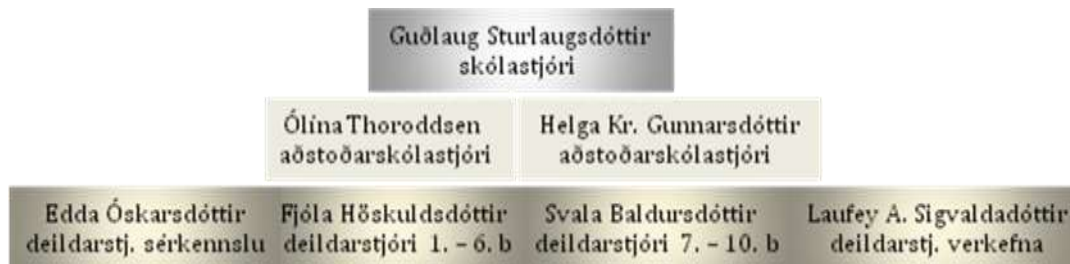 Guðlaug Sturlaugsdóttir
skólastjóri
Ólína Thoroddsen
aðstoðarskólastjóri
Helga Kr. Gunnarsdóttir
aðstoðarskólastjóri
Edda Óskarsdóttir
deildarstj. sérkennslu
Fjóla Höskuldsdóttir
deildarstjóri 1. – 6. b
Svala Baldursdóttir
deildarstjóri 7. – 10. b
Laufey A. Sigvaldadóttir
deildarstj. verkefna